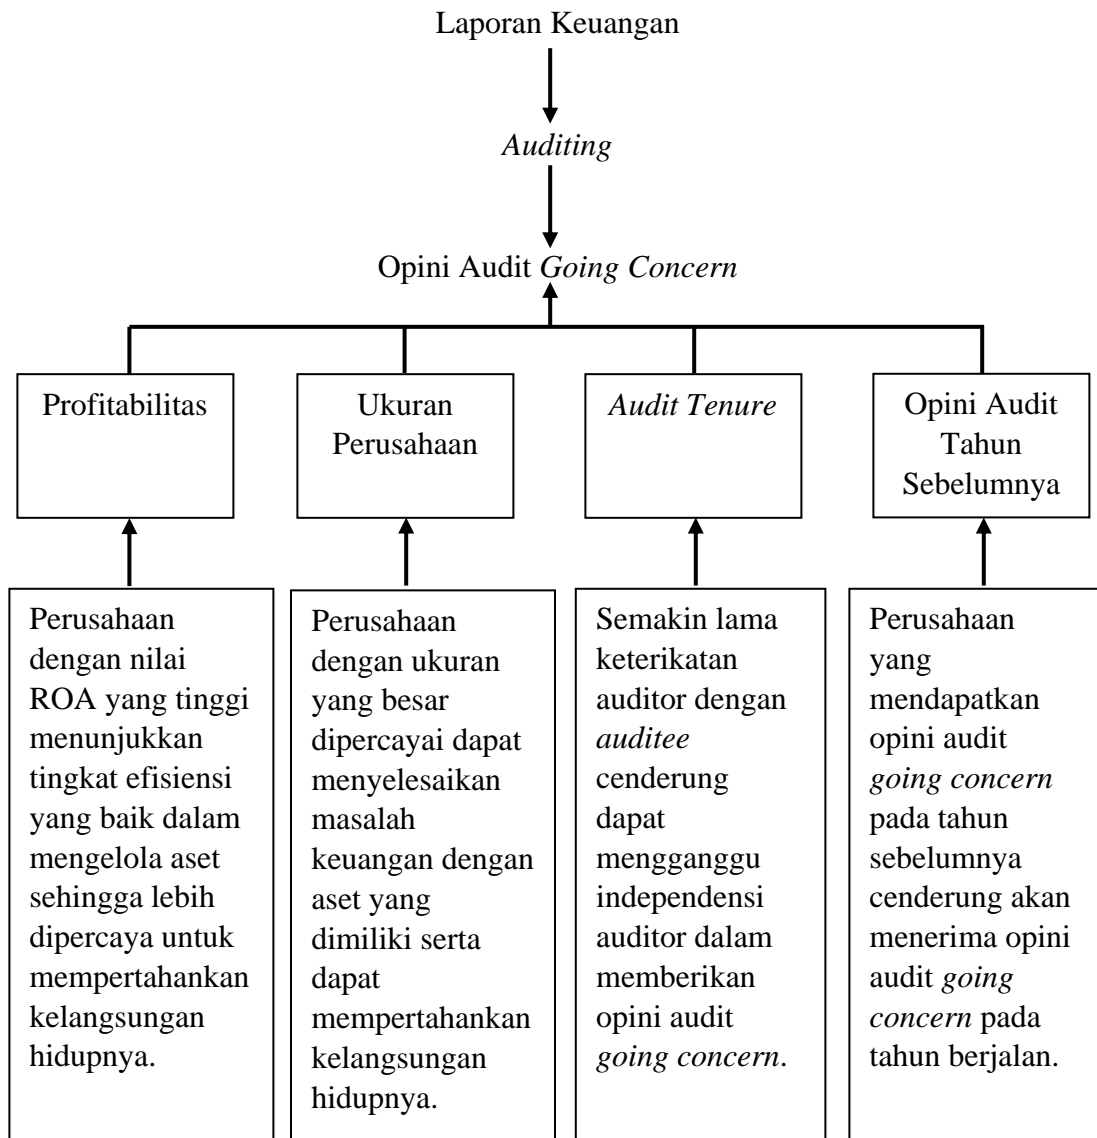 Laporan Keuangan
Auditing
Opini Audit Going Concern
Profitabilitas
Ukuran
Perusahaan
Audit Tenure
Opini Audit
Tahun
Sebelumnya
Perusahaan
dengan nilai
ROA yang tinggi
menunjukkan
tingkat efisiensi
yang baik dalam
mengelola aset
sehingga lebih
dipercaya untuk
mempertahankan
kelangsungan
hidupnya.
Perusahaan
dengan ukuran
yang besar
dipercayai dapat
menyelesaikan
masalah
keuangan dengan
aset yang
dimiliki serta
dapat
mempertahankan
kelangsungan
hidupnya.
Semakin lama
keterikatan
auditor dengan
auditee
cenderung
dapat
mengganggu
independensi
auditor dalam
memberikan
opini audit
going concern.
Perusahaan
yang
mendapatkan
opini audit
going concern
pada tahun
sebelumnya
cenderung akan
menerima opini
audit going
concern pada
tahun berjalan.